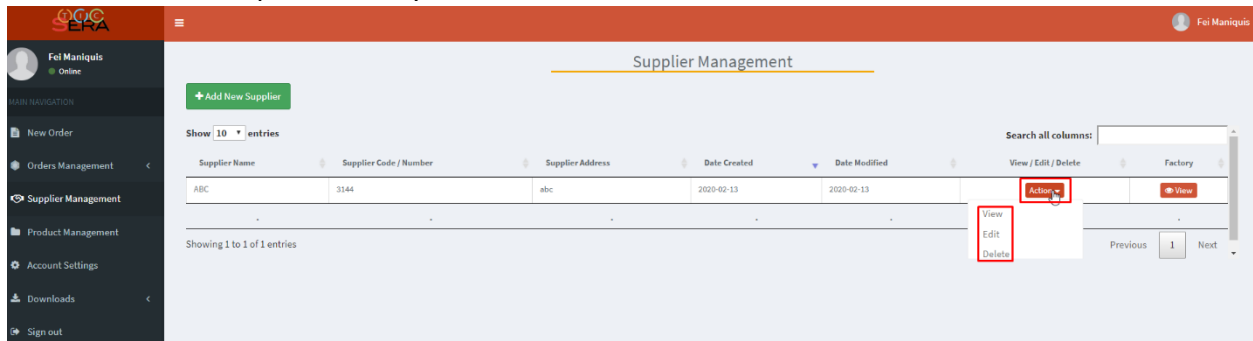 TIC
SERA
Fei Maniquis
Fei Maniquis
Online
MAIN NAVIGATION
New Order
Orders Management
Supplier Management
Product Management
Account Settings
Downloads
Sign out
Supplier Management
Add New Supplier
Show 10 entries
Search all columns:
Supplier Name Supplier Code / Number Supplier Address Date Created Date Modified View / Edit / Delete Factory
ABC 3144 abc 2020-02-13 2020-02-13 Action View
View
Edit
Delete
Showing 1 to 1 of 1 entries
Previous 1 Next